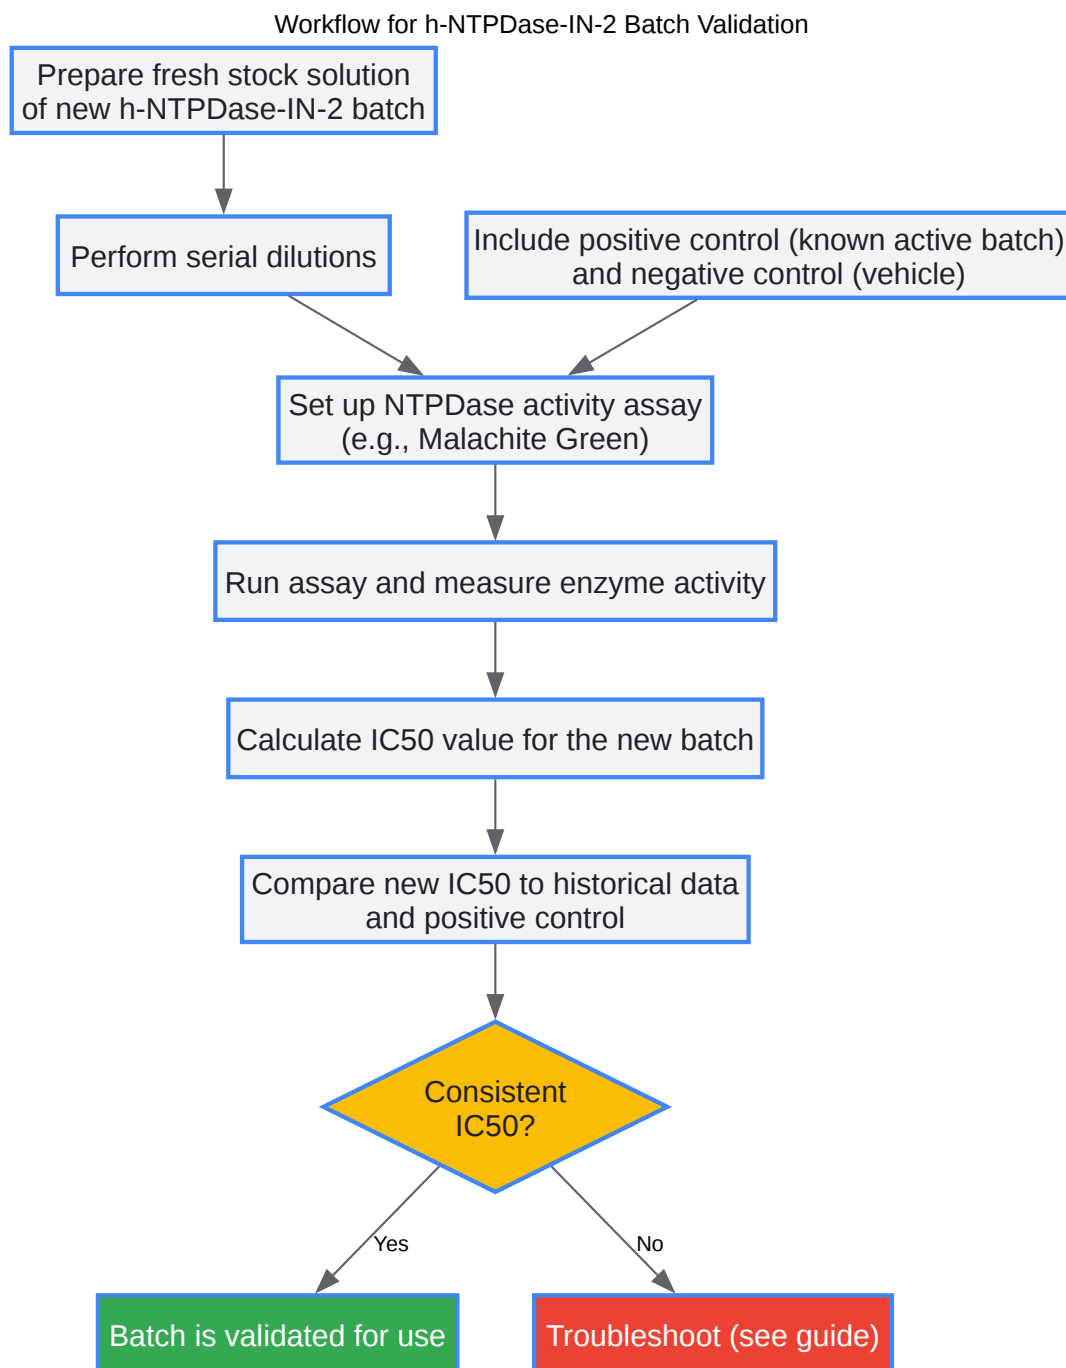 Workflow for h-NTPDase-IN-2 Batch Validation
Prepare fresh stock solution
of new h-NTPDase-IN-2 batch
Perform serial dilutions
Include positive control (known active batch)
and negative control (vehicle)
Set up NTPDase activity assay
(e.g., Malachite Green)
Run assay and measure enzyme activity
Calculate IC50 value for the new batch
Compare new IC50 to historical data
and positive control
Consistent
IC50?
Yes
No
Batch is validated for use
Troubleshoot (see guide)